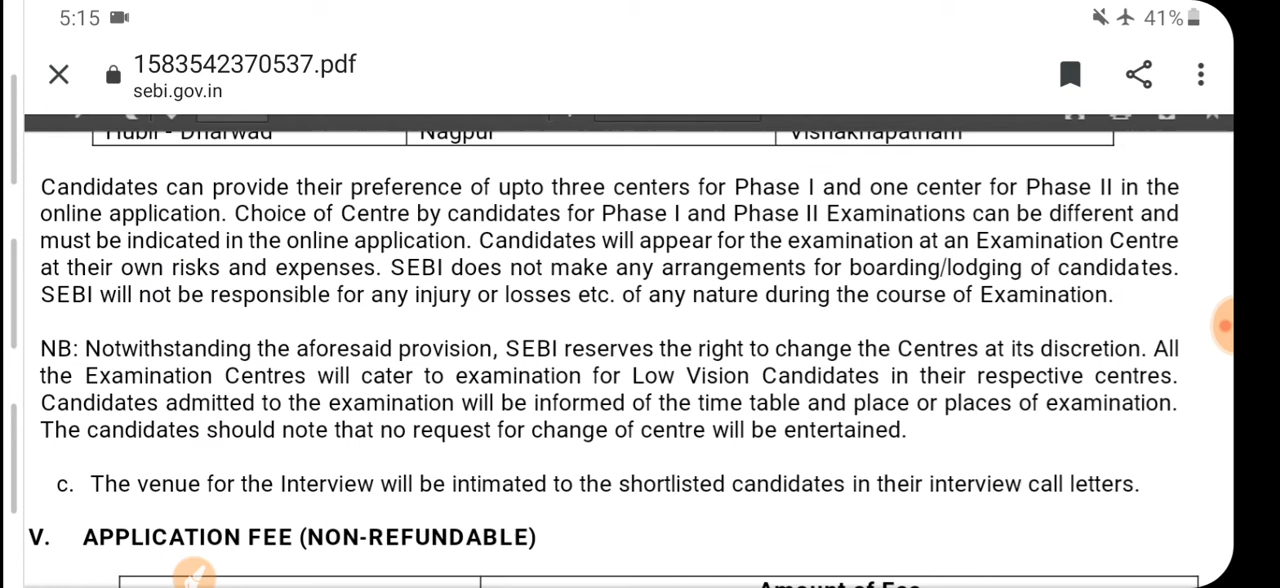 5:15
41%
1583542370537.pdf
sebi.gov.in
Hubli - Dharwad Nagpur Vishakhapatnam
Candidates can provide their preference of upto three centers for Phase I and one center for Phase II in the
online application. Choice of Centre by candidates for Phase I and Phase II Examinations can be different and
must be indicated in the online application. Candidates will appear for the examination at an Examination Centre
at their own risks and expenses. SEBI does not make any arrangements for boarding/lodging of candidates.
SEBI will not be responsible for any injury or losses etc. of any nature during the course of Examination.
NB: Notwithstanding the aforesaid provision, SEBI reserves the right to change the Centres at its discretion. All
the Examination Centres will cater to examination for Low Vision Candidates in their respective centres.
Candidates admitted to the examination will be informed of the time table and place or places of examination.
The candidates should note that no request for change of centre will be entertained.
c. The venue for the Interview will be intimated to the shortlisted candidates in their interview call letters.
V. APPLICATION FEE (NON-REFUNDABLE)
Amount of Fee